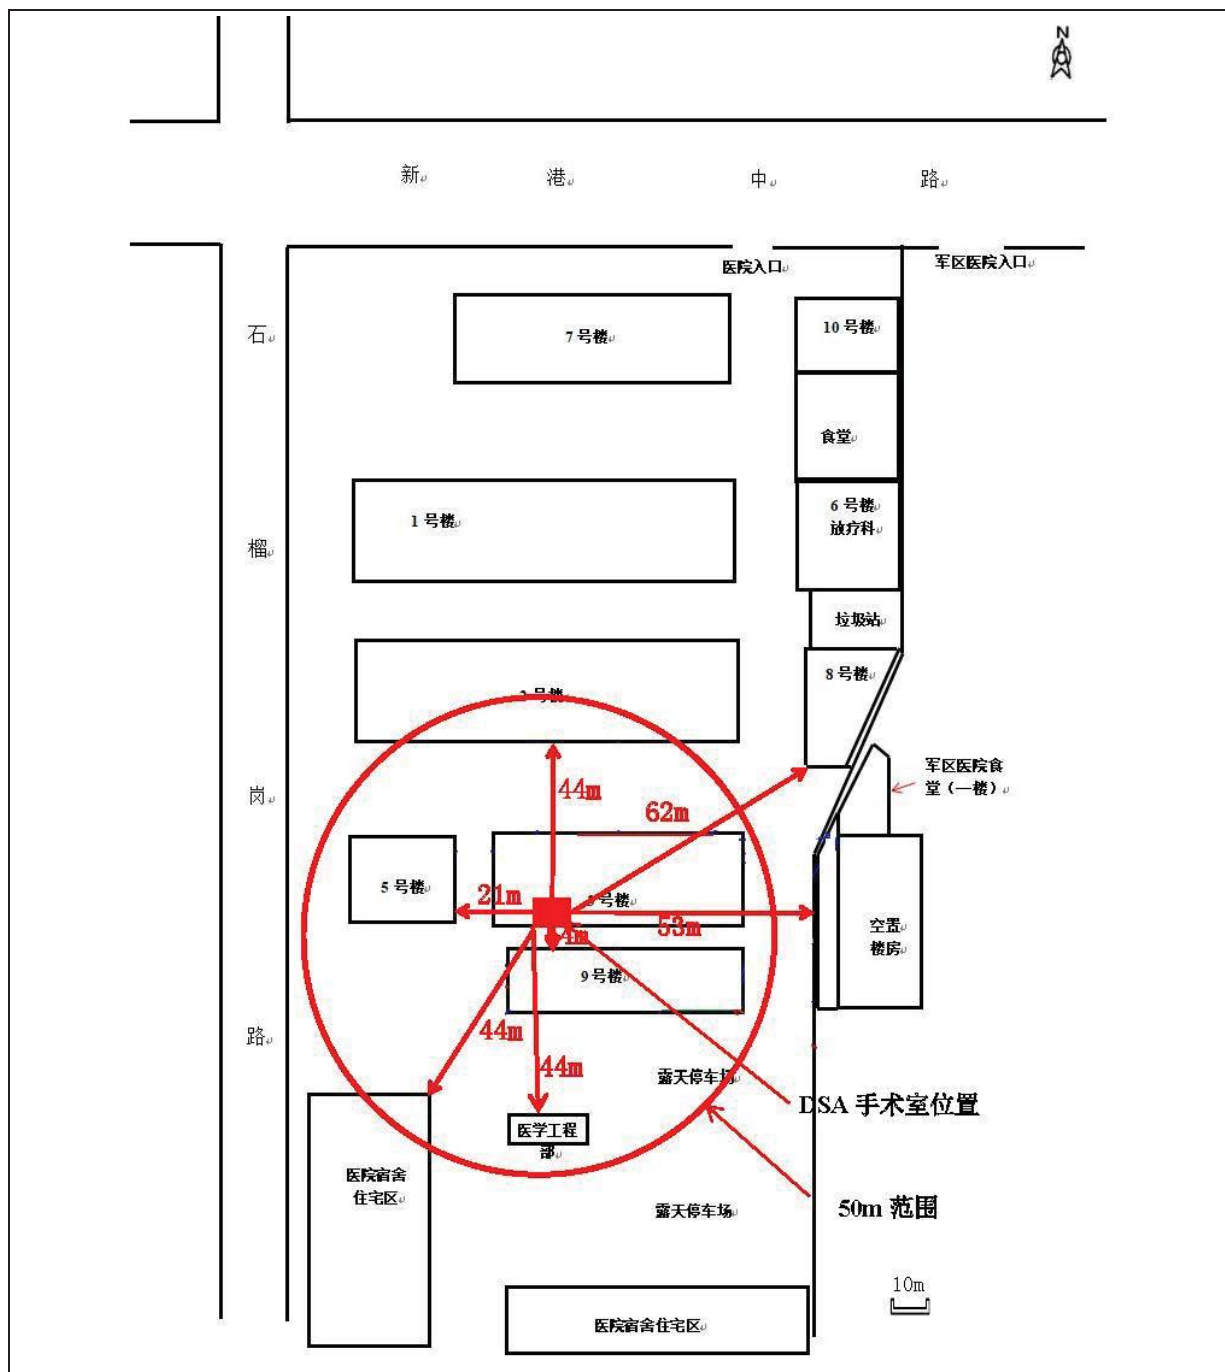 N
新 港 中 路
医院入口
军区医院入口
石
榴
岗
路
7 号楼
10 号楼
食堂
1 号楼
6 号楼
放疗科
垃圾站
8 号楼
号楼
军区医院食
堂（一楼）
44m
62m
5 号楼
21m
号楼
53m
4m
空置
楼房
9 号楼
44m
44m
露天停车场
DSA 手术室位置
医学工程
部
医院宿舍
住宅区
50m 范围
露天停车场
10m
医院宿舍住宅区